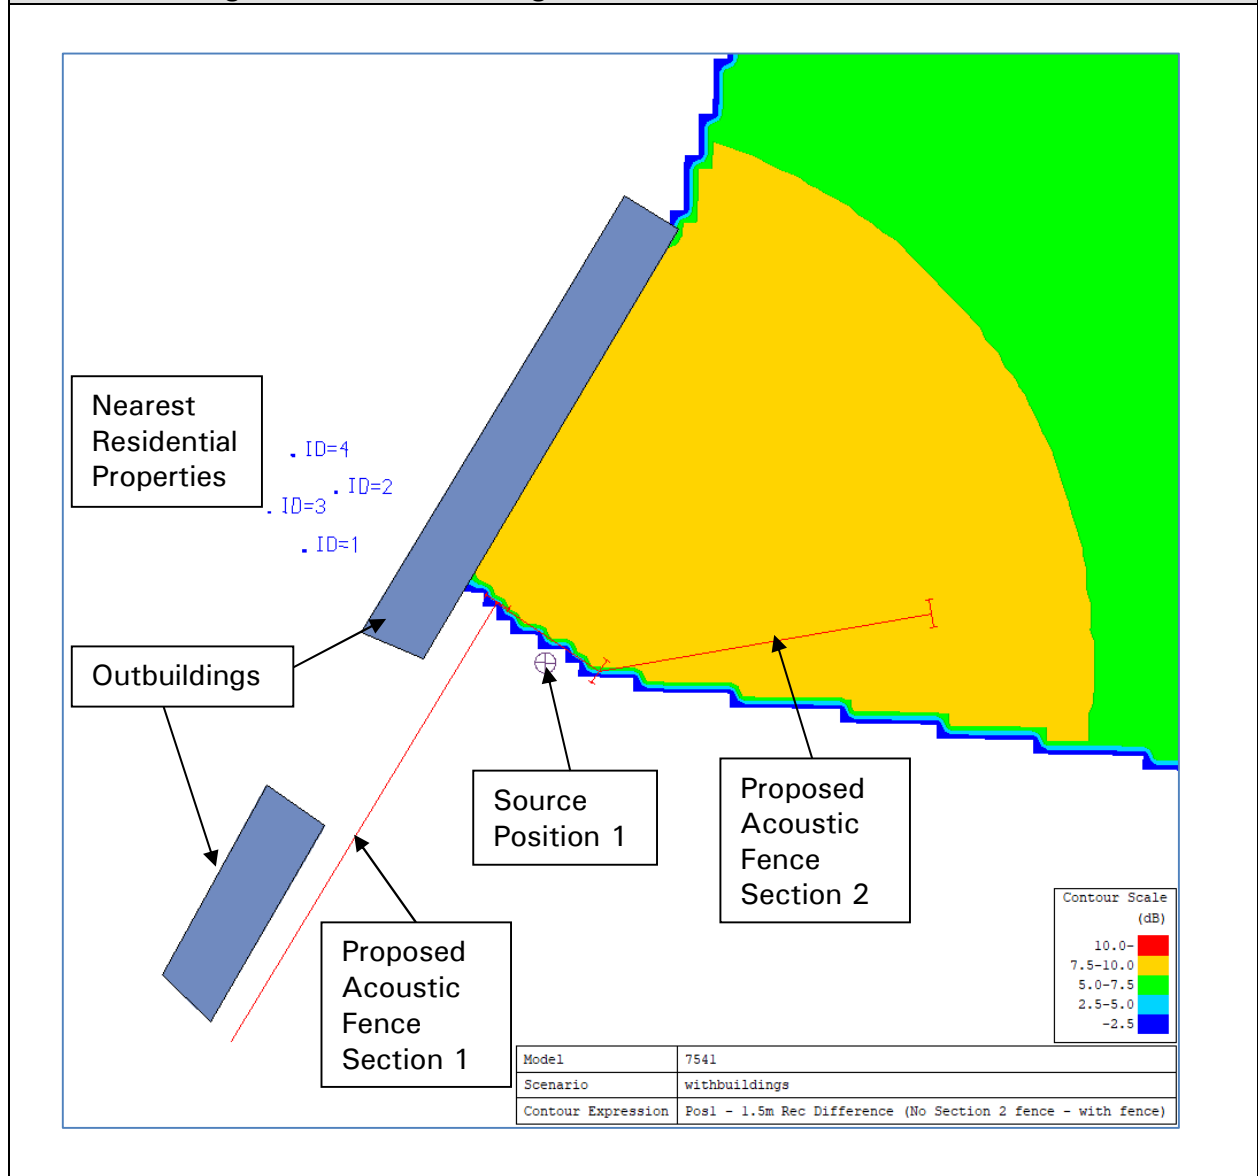 Nearest
Residential
Properties
ID=4
ID=2
ID=3
ID=1
Outbuildings
Source
Position 1
Proposed
Acoustic
Fence
Section 2
Proposed
Acoustic
Fence
Section 1
Contour Scale
(dB)
10.0-
7.5-10.0
5.0-7.5
2.5-5.0
-2.5
Model 7541
Scenario withbuildings
Contour Expression Pos1 - 1.5m Rec Difference (No Section 2 fence - with fence)